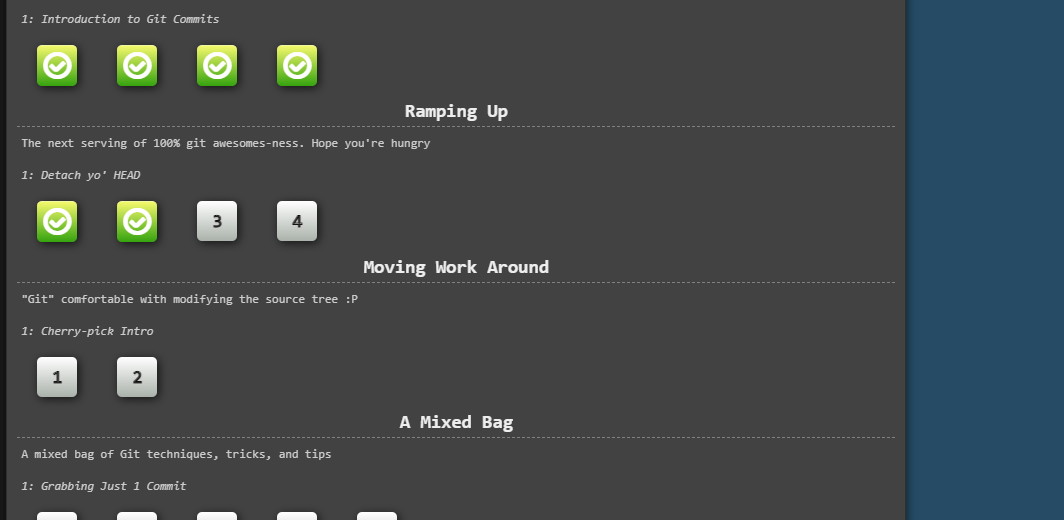 1: Introduction to Git Commits
Ramping Up
The next serving of 100% git awesomes-ness. Hope you're hungry
1: Detach yo' HEAD
3 4
Moving Work Around
"Git" comfortable with modifying the source tree :P
1: Cherry-pick Intro
1 2
A Mixed Bag
A mixed bag of Git techniques, tricks, and tips
1: Grabbing Just 1 Commit